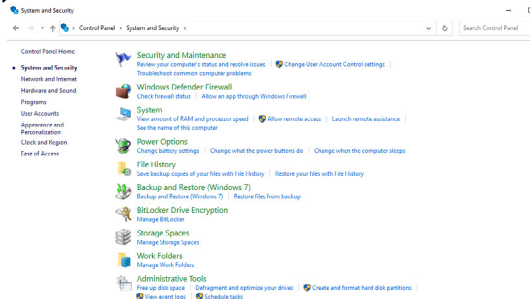 System and Security
Control Panel > System and Security >
Search Control Panel
Control Panel Home
System and Security
Network and Internet
Hardware and Sound
Programs
User Accounts
Appearance and
Personalization
Clock and Region
Ease of Access
Security and Maintenance
Review your computer's status and resolve issues | Change User Account Control settings |
Troubleshoot common computer problems
Windows Defender Firewall
Check firewall status | Allow an app through Windows Firewall
System
View amount of RAM and processor speed | Allow remote access | Launch remote assistance |
See the name of this computer
Power Options
Change battery settings | Change what the power buttons do | Change when the computer sleeps
File History
Save backup copies of your files with File History | Restore your files with File History
Backup and Restore (Windows 7)
Backup and Restore (Windows 7) | Restore files from backup
BitLocker Drive Encryption
Manage BitLocker
Storage Spaces
Manage Storage Spaces
Work Folders
Manage Work Folders
Administrative Tools
Free up disk space | Defragment and optimize your drives | Create and format hard disk partitions |
View event logs | Schedule tasks